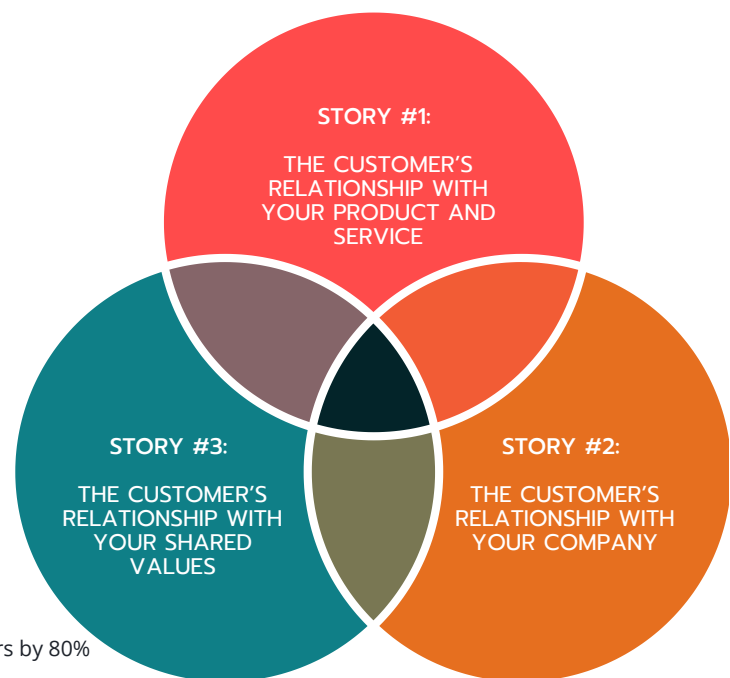 STORY #1:
THE CUSTOMER'S
RELATIONSHIP WITH
YOUR PRODUCT AND
SERVICE
STORY #3:
THE CUSTOMER'S
RELATIONSHIP WITH
YOUR SHARED
VALUES
STORY #2:
THE CUSTOMER'S
RELATIONSHIP WITH
YOUR COMPANY
by 80%